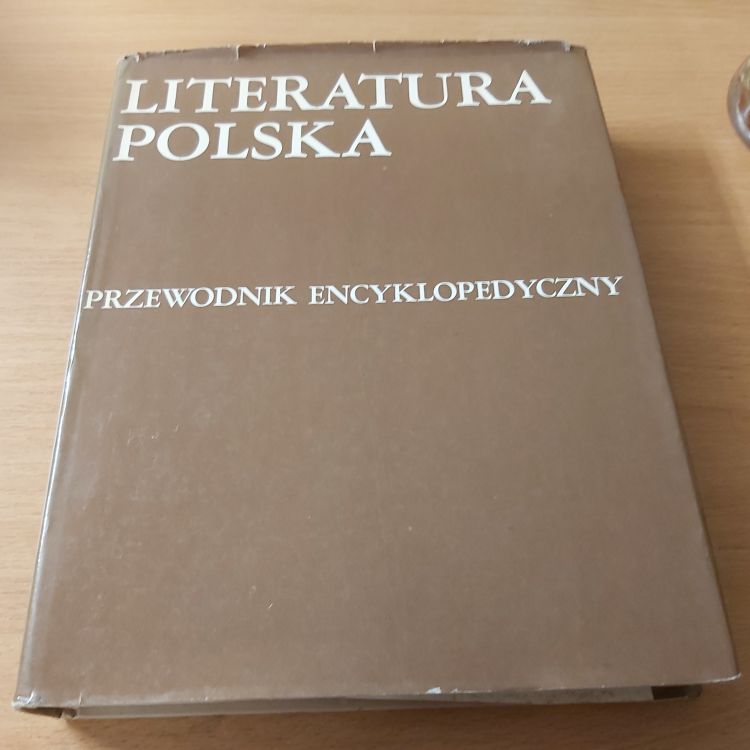 LITERATURA
POLSKA
PRZEWODNIK ENCYKLOPEDYCZNY